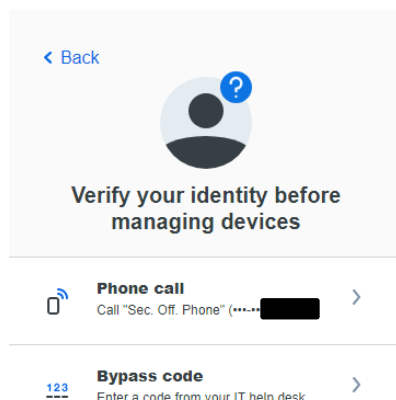 Back
?
Verify your identity before
managing devices
Phone call
Call "Sec. Off. Phone" (•••-••
Bypass code
123
Enter a code from your IT help desk